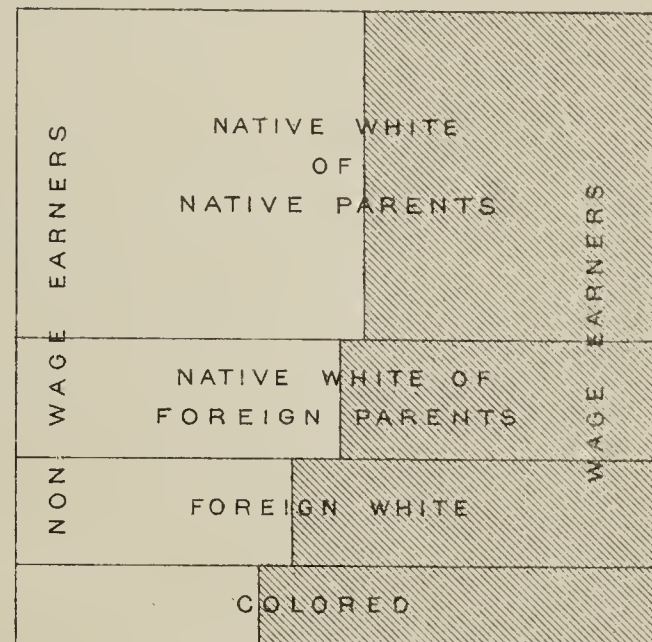 NON WAGE EARNERS
NATIVE WHITE
OF
NATIVE PARENTS
WAGE EARNERS
NATIVE WHITE OF
FOREIGN PARENTS
FOREIGN WHITE
COLORED